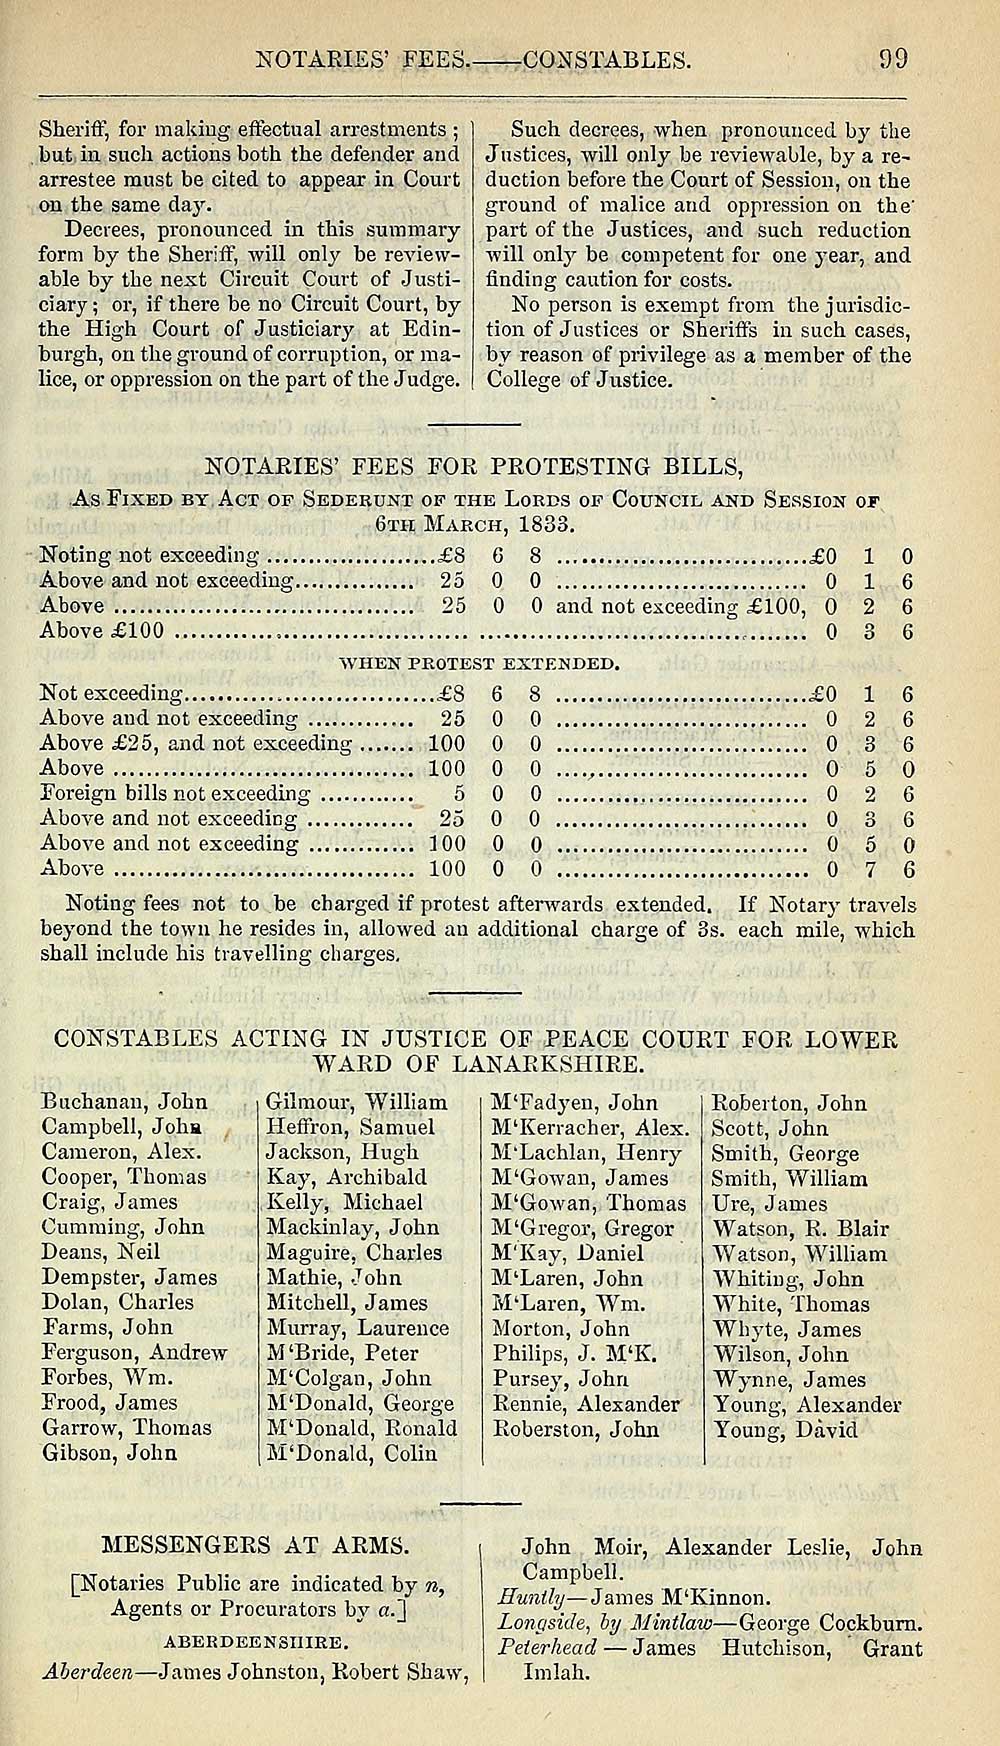 NOTARIES' FEES.——CONSTABLES. 99
Sheriff, for making effectual arrestments ;
but in such actions both the defender and
arrestee must be cited to appear in Court
on the same day.
Decrees, pronounced in this summary
form by the Sheriff, will only be review-
able by the next Circuit Court of Justi-
ciary ; or, if there be no Circuit Court, by
the High Court of Justiciary at Edin-
burgh, on the ground of corruption, or ma-
lice, or oppression on the part of the Judge.
Such decrees, when pronounced by the
Justices, will only be reviewable, by a re-
duction before the Court of Session, on the
ground of malice and oppression on the
part of the Justices, and such reduction
will only be competent for one year, and
finding caution for costs.
No person is exempt from the jurisdic-
tion of Justices or Sheriffs in such cases,
by reason of privilege as a member of the
College of Justice.
NOTARIES' FEES FOR PROTESTING BILLS,
AS FIXED BY ACT OF SEDERUNT OF THE LORDS OF COUNCIL AND SESSION OF
6TH MARCH, 1833.
Noting not exceeding ........ £8 6 8 ........ £0 1 0
Above and not exceeding ........ 25 0 0 ........ 0 1 6
Above ........ 25 0 0 and not exceeding £100, 0 2 6
Above £100 ........ 0 3 6
WHEN PROTEST EXTENDED.
Not exceeding ........ £8 6 8 ........ £0 1 6
Above and not exceeding ........ 25 0 0 ........ 0 2 6
Above £25, and not exceeding ........ 100 0 0 ........ 0 3 6
Above ........ 100 0 0 ........ 0 5 0
Foreign bills not exceeding ........ 5 0 0 ........ 0 2 6
Above and not exceeding ........ 25 0 0 ........ 0 3 6
Above and not exceeding ........ 100 0 0 ........ 0 5 0
Above ........ 100 0 0 ........ 0 7 6
Noting fees not to be charged if protest afterwards extended. If Notary travels
beyond the town he resides in, allowed an additional charge of 3s. each mile, which
shall include his travelling charges.
CONSTABLES ACTING IN JUSTICE OF PEACE COURT FOR LOWER
WARD OF LANARKSHIRE.
Buchanan, John
Campbell, John
Cameron, Alex.
Cooper, Thomas
Craig, James
Cumming, John
Deans, Neil
Dempster, James
Dolan, Charles
Farms, John
Ferguson, Andrew
Forbes, Wm.
Frood, James
Garrow, Thomas
Gibson, John
Gilmour, William
Heffron, Samuel
Jackson, Hugh
Kay, Archibald
Kelly, Michael
Mackinlay, John
Maguire, Charles
Mathie, John
Mitchell, James
Murray, Laurence
M'Bride, Peter
M'Colgan, John
M'Donald, George
M'Donald, Ronald
M'Donald, Colin
M'Fadyen, John
M'Kerracher, Alex.
M'Lachlan, Henry
M'Gowan, James
M'Gowan, Thomas
M'Gregor, Gregor
M'Kay, Daniel
M'Laren, John
M'Laren, Wm.
Morton, John
Philips, J. M'K.
Pursey, John
Rennie, Alexander
Roberston, John
Roberton, John
Scott, John
Smith, George
Smith, William
Ure, James
Watson, R. Blair
Watson, William
Whiting, John
White, Thomas
Whyte, James
Wilson, John
Wynne, James
Young, Alexander
Young, David
MESSENGERS AT ARMS.
[Notaries Public are indicated by n,
Agents or Procurators by a.]
ABERDEENSHIRE.
Aberdeen—James Johnston, Robert Shaw,
John Moir, Alexander Leslie, John
Campbell.
Huntly—James M'Kinnon.
Longside, by Mintlaw—George Cockburn.
Peterhead—James Hutchison, Grant
Imlah.